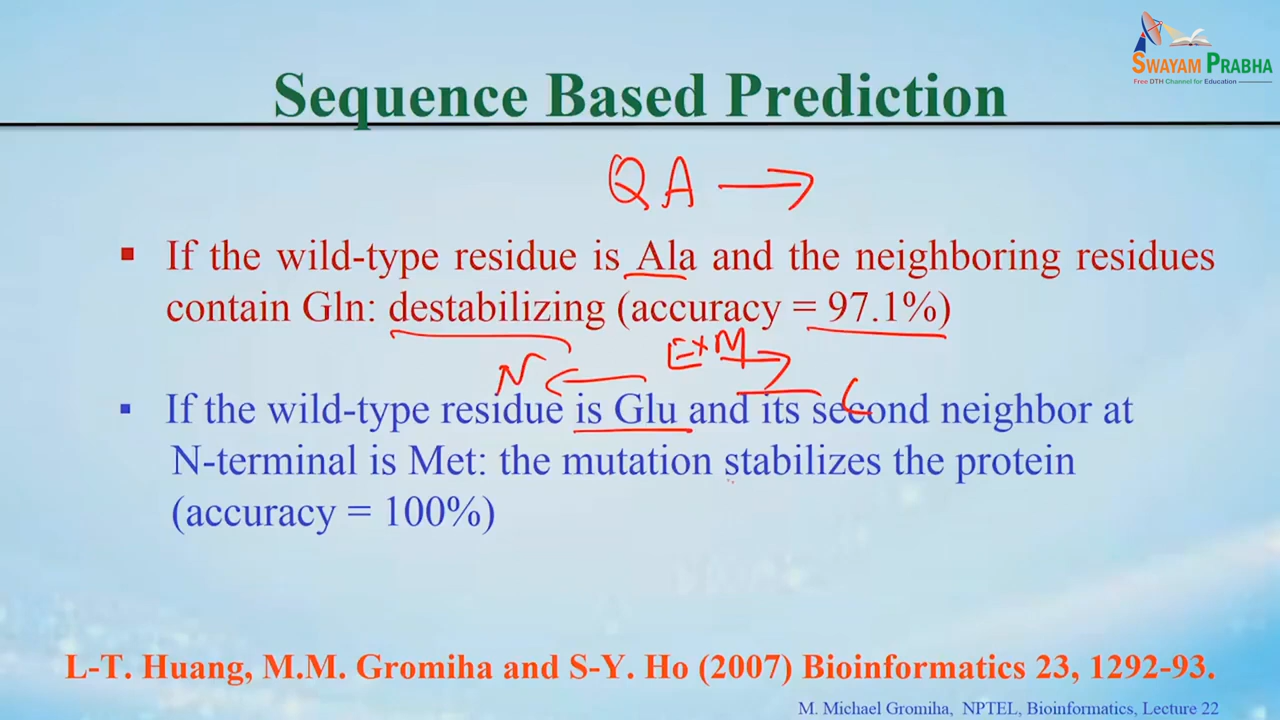 SWAYAM PRABHA
Free DTH Channel for Education
Sequence Based Prediction
QA →
▪ If the wild-type residue is Ala and the neighboring residues
contain Gln: destabilizing (accuracy = 97.1%)
N ← ExM → C
▪ If the wild-type residue is Glu and its second neighbor at
N-terminal is Met: the mutation stabilizes the protein
(accuracy = 100%)
L-T. Huang, M.M. Gromiha and S-Y. Ho (2007) Bioinformatics 23, 1292-93.
M. Michael Gromiha, NPTEL, Bioinformatics, Lecture 22